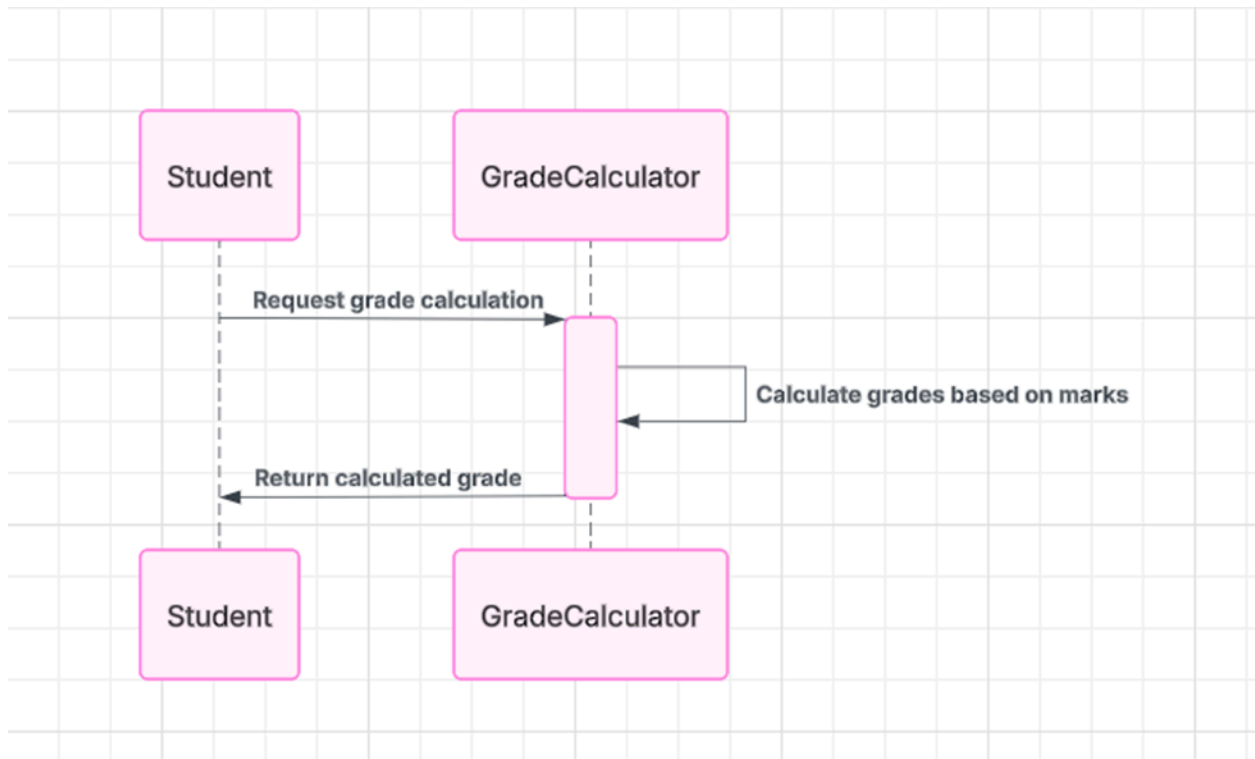 Student
GradeCalculator
Request grade calculation
Calculate grades based on marks
Return calculated grade
Student
GradeCalculator